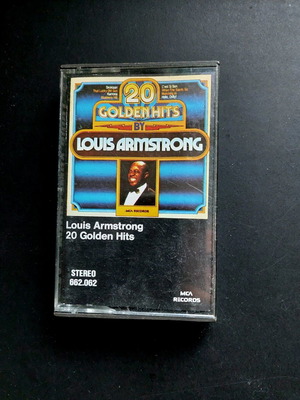 20
GOLDEN HITS
BY
LOUIS ARMSTRONG
MCA RECORDS
Louis Armstrong
20 Golden Hits
STEREO
662.062
MCA
RECORDS